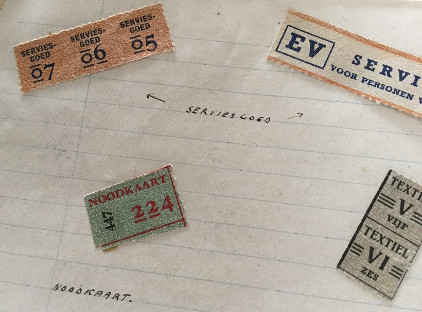 SERVIES- SERVIES- SERVIES-
GOED GOED GOED
07 06 05
EV SERVI
VOOR PERSONEN V
SERVIESGOED
NOODKAART
447 224
TEXTIEL
V
VIJF
TEXTIEL
VI
ZES
NOODKAART.